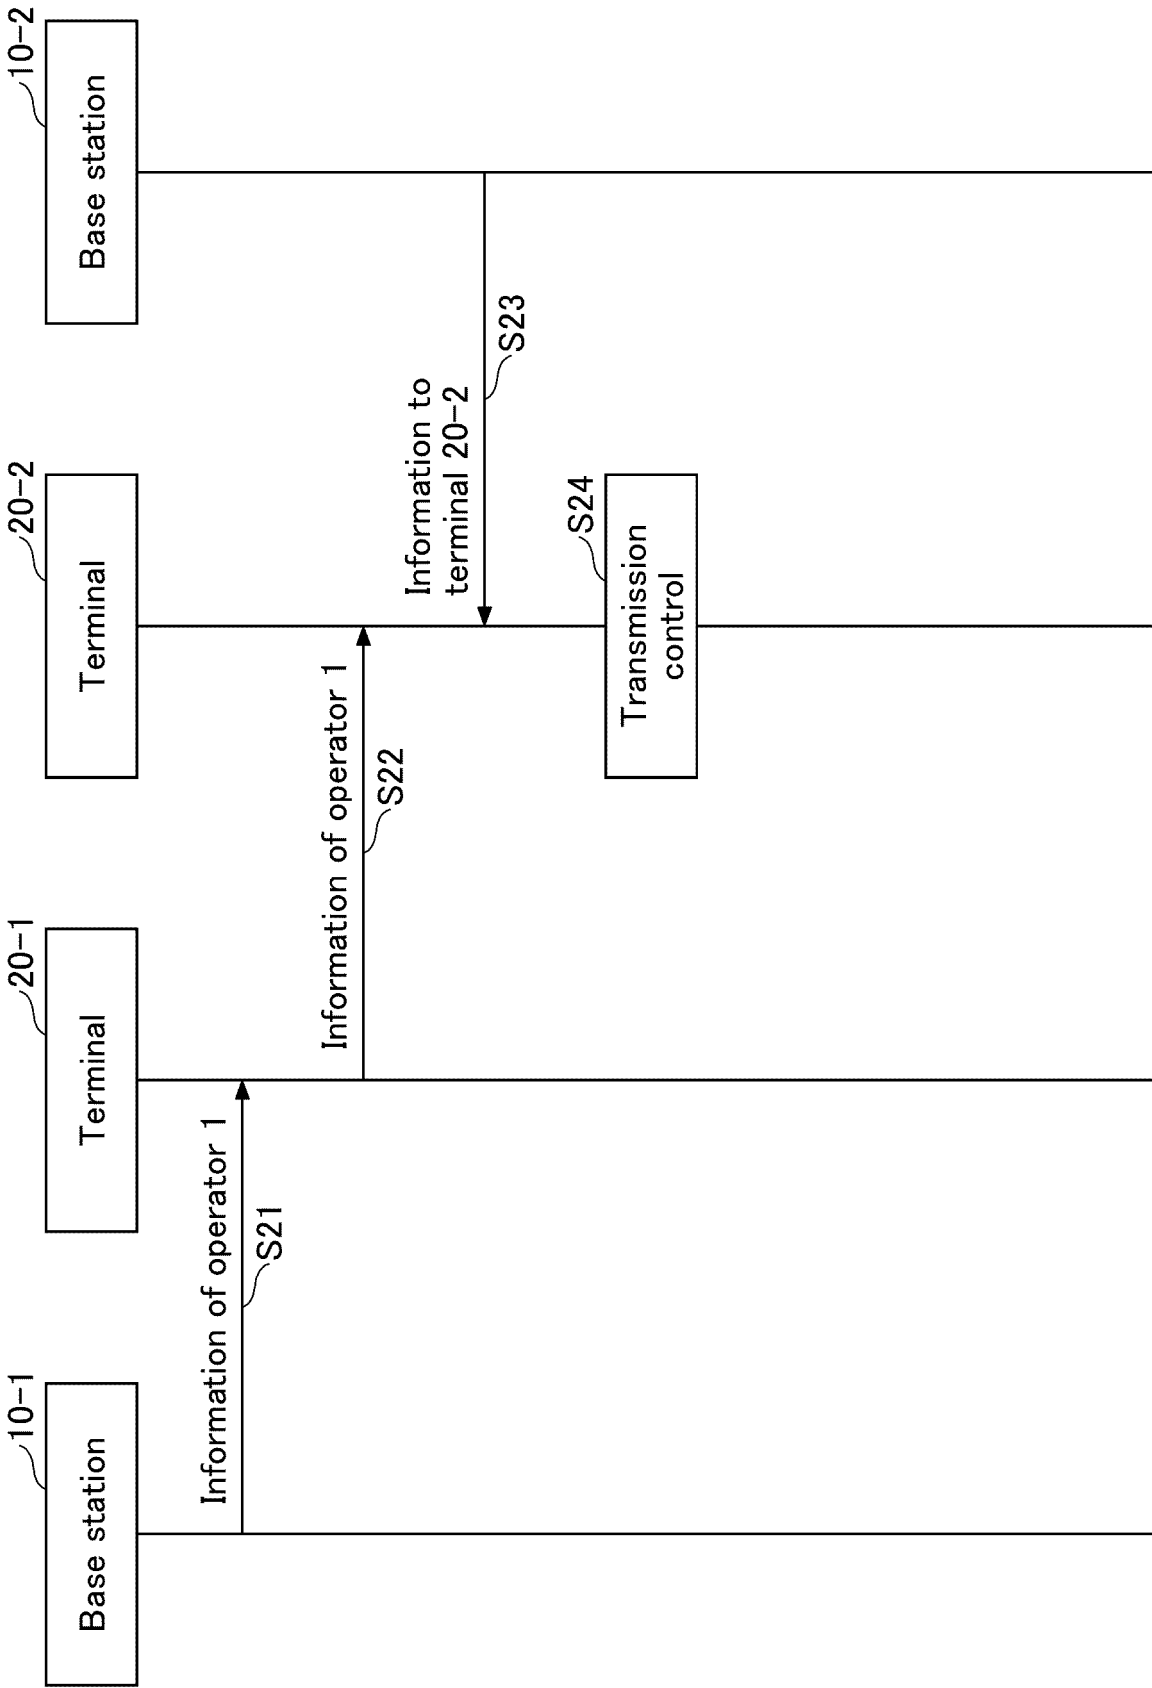 10-1
Base station
20-1
Terminal
20-2
Terminal
10-2
Base station
Information of operator 1
S21
Information of operator 1
S22
Information to
terminal 20-2
S23
S24
Transmission
control